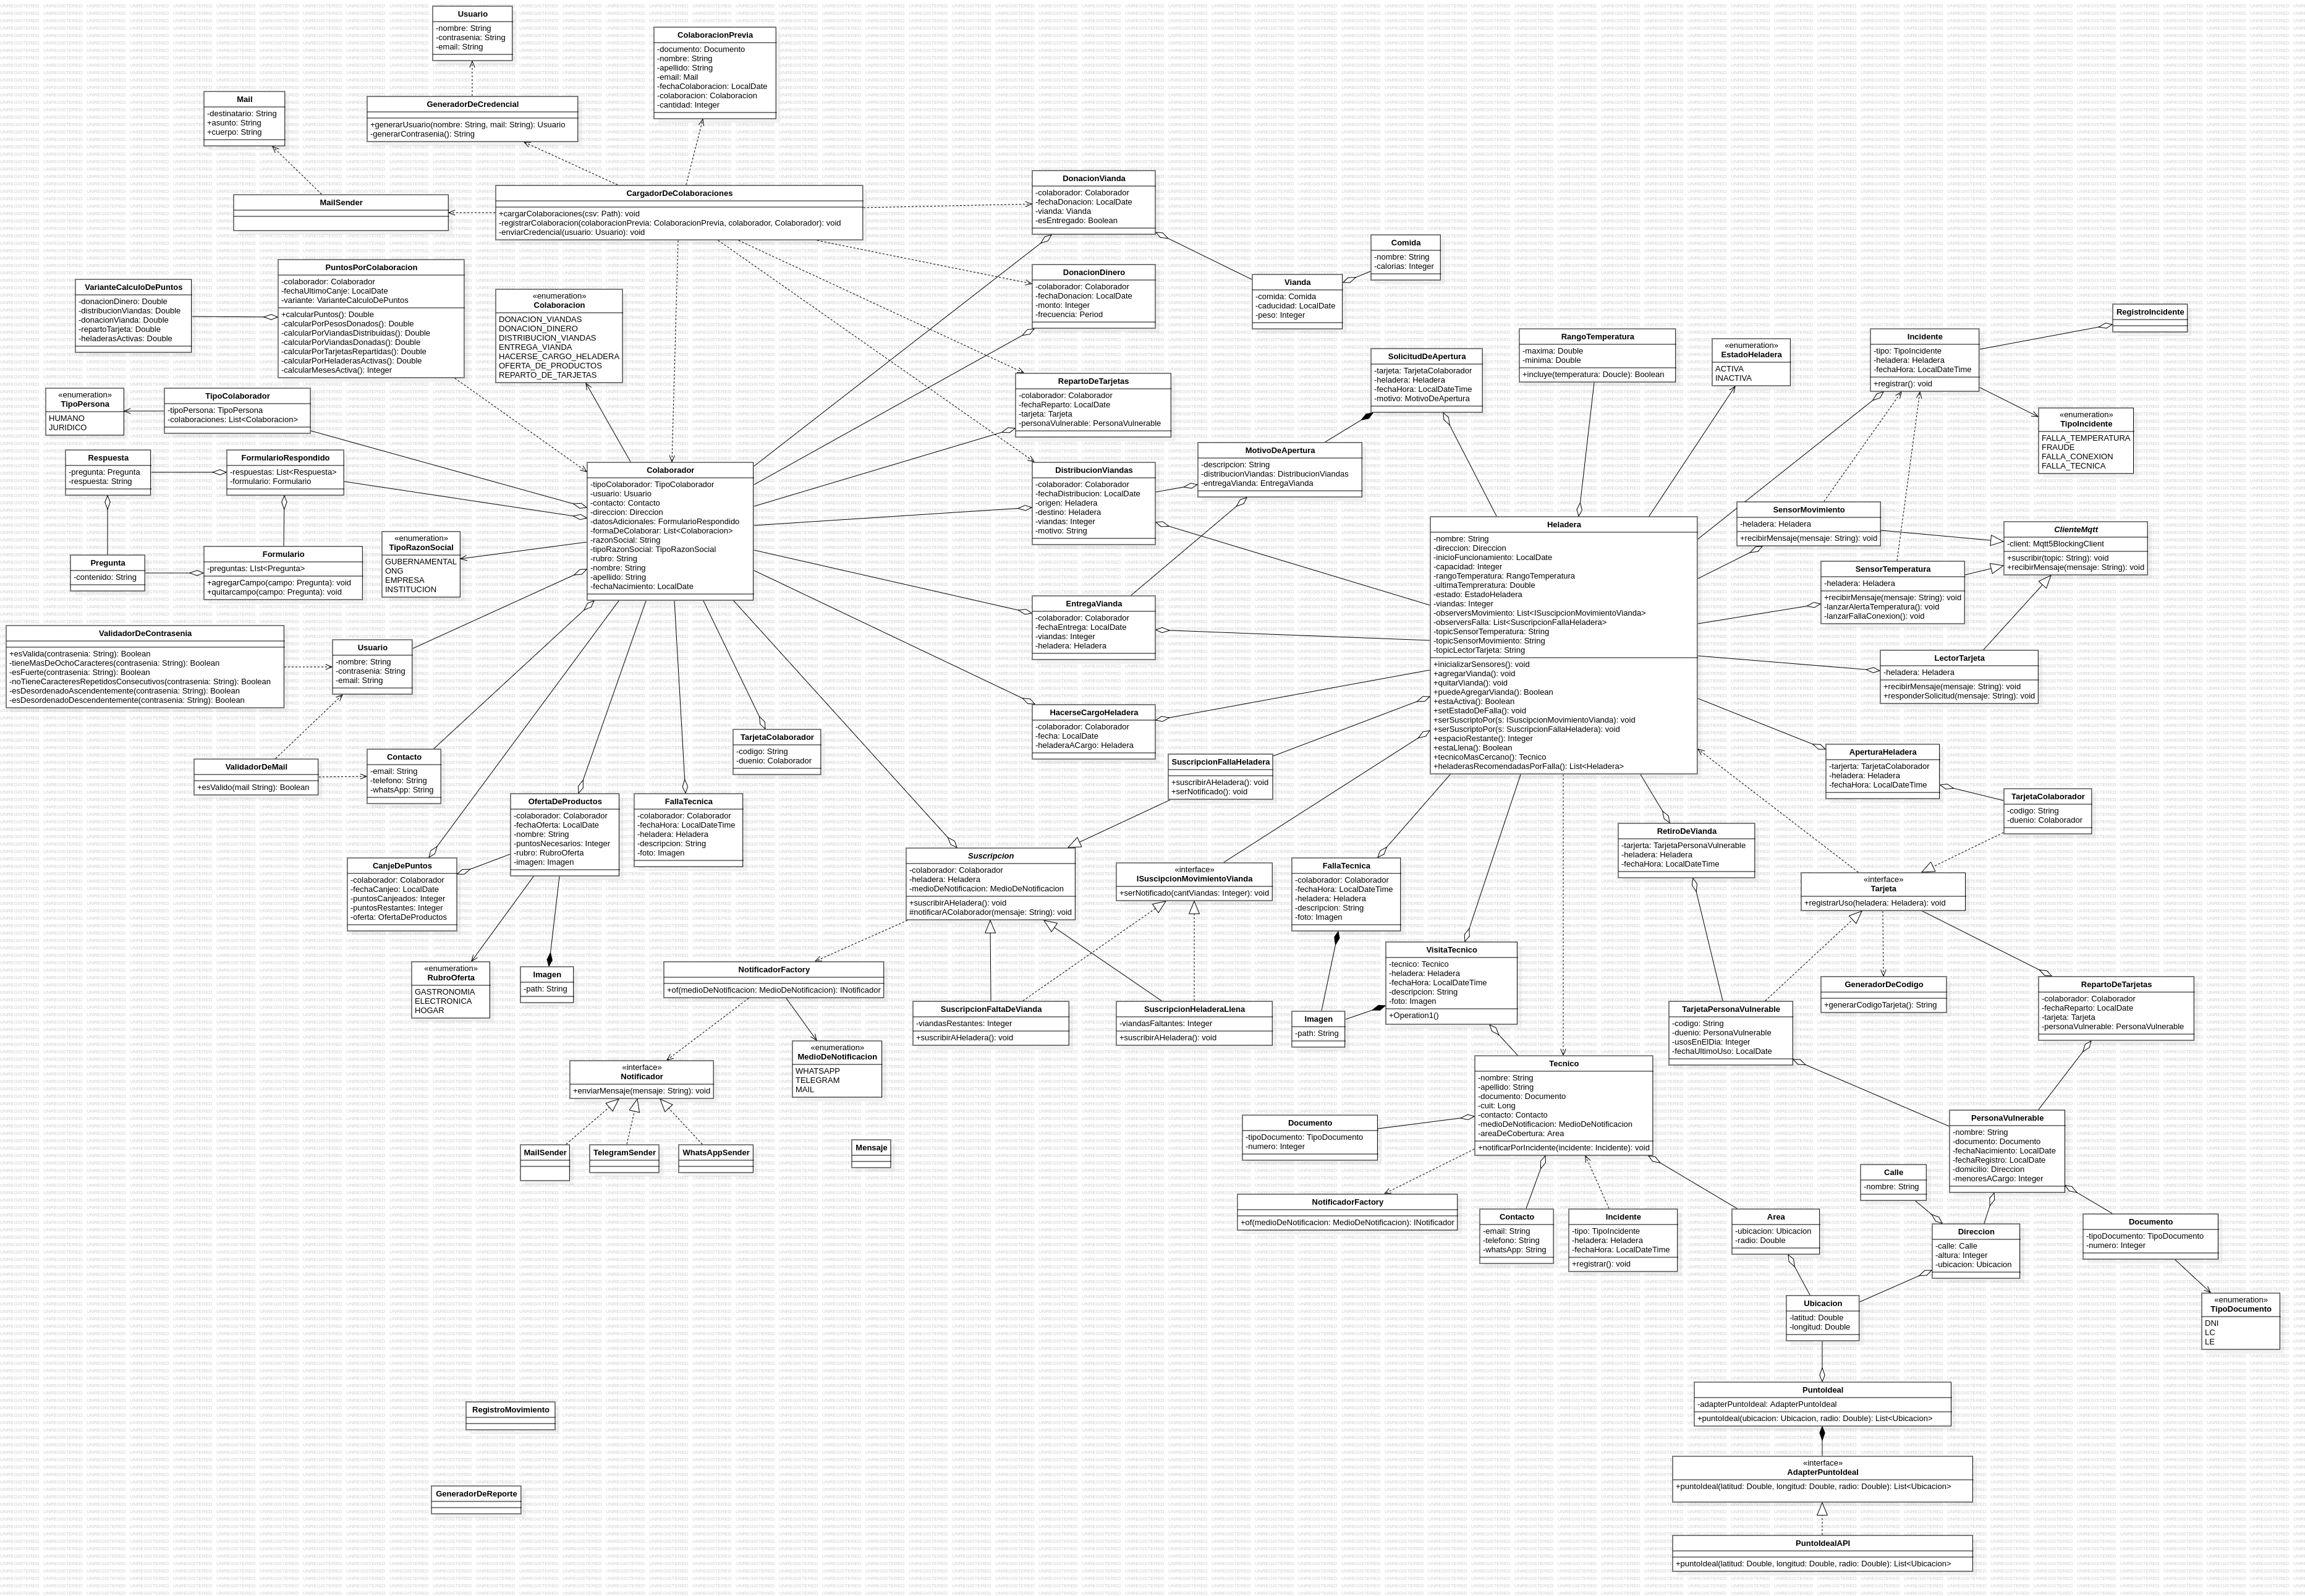 Usuario
-nombre: String
-contrasenia: String
-email: String
ColaboracionPrevia
-documento: Documento
-nombre: String
-apellido: String
-email: Mail
-fechaColaboracion: LocalDate
-colaboracion: Colaboracion
-cantidad: Integer
Mail
-destinatario: String
+asunto: String
+cuerpo: String
GeneradorDeCredencial
+generarUsuario(nombre: String, mail: String): Usuario
-generarContrasenia(): String
MailSender
CargadorDeColaboraciones
+cargarColaboraciones(csv: Path): void
-registrarColaboracion(colaboracionPrevia: ColaboracionPrevia, colaborador, Colaborador): void
-enviarCredencial(usuario: Usuario): void
DonacionVianda
-colaborador: Colaborador
-fechaDonacion: LocalDate
-vianda: Vianda
-esEntregado: Boolean
Comida
-nombre: String
-calorias: Integer
Vianda
-comida: Comida
-caducidad: LocalDate
-peso: Integer
DonacionDinero
-colaborador: Colaborador
-fechaDonacion: LocalDate
-monto: Integer
-frecuencia: Period
VarianteCalculoDePuntos
-donacionDinero: Double
-distribucionViandas: Double
-donacionVianda: Double
-repartoTarjeta: Double
-heladerasActivas: Double
PuntosPorColaboracion
-colaborador: Colaborador
-fechaUltimoCanje: LocalDate
-variante: VarianteCalculoDePuntos
+calcularPuntos(): Double
-calcularPorPesosDonados(): Double
-calcularPorViandasDistribuidas(): Double
-calcularPorViandasDonadas(): Double
-calcularPorTarjetasRepartidas(): Double
-calcularPorHeladerasActivas(): Double
-calcularMesesActiva(): Integer
«enumeration»
Colaboracion
DONACION_VIANDAS
DONACION_DINERO
DISTRIBUCION_VIANDAS
ENTREGA_VIANDA
HACERSE_CARGO_HELADERA
OFERTA_DE_PRODUCTOS
REPARTO_DE_TARJETAS
RegistroIncidente
RangoTemperatura
-maxima: Double
-minima: Double
+incluye(temperatura: Doucle): Boolean
«enumeration»
EstadoHeladera
ACTIVA
INACTIVA
Incidente
-tipo: TipoIncidente
-heladera: Heladera
-fechaHora: LocalDateTime
+registrar(): void
SolicitudDeApertura
-tarjeta: TarjetaColaborador
-heladera: Heladera
-fechaHora: LocalDateTime
-motivo: MotivoDeApertura
RepartoDeTarjetas
-colaborador: Colaborador
-fechaReparto: LocalDate
-tarjeta: Tarjeta
-personaVulnerable: PersonaVulnerable
«enumeration»
TipoPersona
HUMANO
JURIDICO
TipoColaborador
-tipoPersona: TipoPersona
-colaboraciones: List<Colaboracion>
«enumeration»
TipoIncidente
FALLA_TEMPERATURA
FRAUDE
FALLA_CONEXION
FALLA_TECNICA
Respuesta
-pregunta: Pregunta
-respuesta: String
FormularioRespondido
-respuestas: List<Respuesta>
-formulario: Formulario
Colaborador
-tipoColaborador: TipoColaborador
-usuario: Usuario
-contacto: Contacto
-direccion: Direccion
-datosAdicionales: FormularioRespondido
-formaDeColaborar: List<Colaboracion>
-razonSocial: String
-tipoRazonSocial: TipoRazonSocial
-rubro: String
-nombre: String
-apellido: String
-fechaNacimiento: LocalDate
DistribucionViandas
-colaborador: Colaborador
-fechaDistribucion: LocalDate
-origen: Heladera
-destino: Heladera
-viandas: Integer
-motivo: String
MotivoDeApertura
-descripcion: String
-distribucionViandas: DistribucionViandas
-entregaVianda: EntregaVianda
SensorMovimiento
-heladera: Heladera
+recibirMensaje(mensaje: String): void
ClienteMqtt
-client: Mqtt5BlockingClient
+suscribir(topic: String): void
+recibirMensaje(mensaje: String): void
Heladera
-nombre: String
-direccion: Direccion
-inicioFuncionamiento: LocalDate
-capacidad: Integer
-rangoTemperatura: RangoTemperatura
-ultimaTempreratura: Double
-estado: EstadoHeladera
-viandas: Integer
-observersMovimiento: List<ISuscipcionMovimientoVianda>
-observersFalla: List<SuscripcionFallaHeladera>
-topicSensorTemperatura: String
-topicSensorMovimiento: String
-topicLectorTarjeta: String
+inicializarSensores(): void
+agregarVianda(): void
+quitarVianda(): void
+puedeAgregarVianda(): Boolean
+estaActiva(): Boolean
+setEstadoDeFalla(): void
+serSuscriptoPor(s: ISuscipcionMovimientoVianda): void
+serSuscriptoPor(s: SuscripcionFallaHeladera): void
+espacioRestante(): Integer
+estaLlena(): Boolean
+tecnicoMasCercano(): Tecnico
+heladerasRecomendadasPorFalla(): List<Heladera>
«enumeration»
TipoRazonSocial
GUBERNAMENTAL
ONG
EMPRESA
INSTITUCION
Pregunta
-contenido: String
Formulario
-preguntas: LIst<Pregunta>
+agregarCampo(campo: Pregunta): void
+quitarcampo(campo: Pregunta): void
SensorTemperatura
-heladera: Heladera
+recibirMensaje(mensaje: String): void
-lanzarAlertaTemperatura(): void
-lanzarFallaConexion(): void
EntregaVianda
-colaborador: Colaborador
-fechaEntrega: LocalDate
-viandas: Integer
-heladera: Heladera
ValidadorDeContrasenia
+esValida(contrasenia: String): Boolean
-tieneMasDeOchoCaracteres(contrasenia: String): Boolean
-esFuerte(contrasenia: String): Boolean
-noTieneCaracteresRepetidosConsecutivos(contrasenia: String): Boolean
-esDesordenadoAscendentemente(contrasenia: String): Boolean
-esDesordenadoDescendentemente(contrasenia: String): Boolean
Usuario
-nombre: String
-contrasenia: String
-email: String
LectorTarjeta
-heladera: Heladera
+recibirMensaje(mensaje: String): void
+responderSolicitud(mensaje: String): void
HacerseCargoHeladera
-colaborador: Colaborador
-fecha: LocalDate
-heladeraACargo: Heladera
TarjetaColaborador
-codigo: String
-duenio: Colaborador
ValidadorDeMail
+esValido(mail String): Boolean
Contacto
-email: String
-telefono: String
-whatsApp: String
SuscripcionFallaHeladera
+suscribirAHeladera(): void
+serNotificado(): void
AperturaHeladera
-tarjerta: TarjetaColaborador
-heladera: Heladera
-fechaHora: LocalDateTime
TarjetaColaborador
-codigo: String
-duenio: Colaborador
OfertaDeProductos
-colaborador: Colaborador
-fechaOferta: LocalDate
-nombre: String
-puntosNecesarios: Integer
-rubro: RubroOferta
-imagen: Imagen
FallaTecnica
-colaborador: Colaborador
-fechaHora: LocalDateTime
-heladera: Heladera
-descripcion: String
-foto: Imagen
RetiroDeVianda
-tarjerta: TarjetaPersonaVulnerable
-heladera: Heladera
-fechaHora: LocalDateTime
CanjeDePuntos
-colaborador: Colaborador
-fechaCanjeo: LocalDate
-puntosCanjeados: Integer
-puntosRestantes: Integer
-oferta: OfertaDeProductos
Suscripcion
-colaborador: Colaborador
-heladera: Heladera
-medioDeNotificacion: MedioDeNotificacion
+suscribirAHeladera(): void
#notificarAColaborador(mensaje: String): void
«interface»
ISuscipcionMovimientoVianda
+serNotificado(cantViandas: Integer): void
FallaTecnica
-colaborador: Colaborador
-fechaHora: LocalDateTime
-heladera: Heladera
-descripcion: String
-foto: Imagen
«interface»
Tarjeta
+registrarUso(heladera: Heladera): void
VisitaTecnico
-tecnico: Tecnico
-heladera: Heladera
-fechaHora: LocalDateTime
-descripcion: String
-foto: Imagen
+Operation1()
«enumeration»
RubroOferta
GASTRONOMIA
ELECTRONICA
HOGAR
Imagen
-path: String
NotificadorFactory
+of(medioDeNotificacion: MedioDeNotificacion): INotificador
GeneradorDeCodigo
+generarCodigoTarjeta(): String
RepartoDeTarjetas
-colaborador: Colaborador
-fechaReparto: LocalDate
-tarjeta: Tarjeta
-personaVulnerable: PersonaVulnerable
SuscripcionFaltaDeVianda
-viandasRestantes: Integer
+suscribirAHeladera(): void
SuscripcionHeladeraLlena
-viandasFaltantes: Integer
+suscribirAHeladera(): void
Imagen
-path: String
TarjetaPersonaVulnerable
-codigo: String
-duenio: PersonaVulnerable
-usosEnElDia: Integer
-fechaUltimoUso: LocalDate
«enumeration»
MedioDeNotificacion
WHATSAPP
TELEGRAM
MAIL
«interface»
Notificador
+enviarMensaje(mensaje: String): void
Tecnico
-nombre: String
-apellido: String
-documento: Documento
-cuit: Long
-contacto: Contacto
-medioDeNotificacion: MedioDeNotificacion
-areaDeCobertura: Area
+notificarPorIncidente(incidente: Incidente): void
Documento
-tipoDocumento: TipoDocumento
-numero: Integer
PersonaVulnerable
-nombre: String
-documento: Documento
-fechaNacimiento: LocalDate
-fechaRegistro: LocalDate
-domicilio: Direccion
-menoresACargo: Integer
MailSender
TelegramSender
WhatsAppSender
Mensaje
Calle
-nombre: String
NotificadorFactory
+of(medioDeNotificacion: MedioDeNotificacion): INotificador
Contacto
-email: String
-telefono: String
-whatsApp: String
Incidente
-tipo: TipoIncidente
-heladera: Heladera
-fechaHora: LocalDateTime
+registrar(): void
Area
-ubicacion: Ubicacion
-radio: Double
Direccion
-calle: Calle
-altura: Integer
-ubicacion: Ubicacion
Documento
-tipoDocumento: TipoDocumento
-numero: Integer
Ubicacion
-latitud: Double
-longitud: Double
«enumeration»
TipoDocumento
DNI
LC
LE
PuntoIdeal
-adapterPuntoIdeal: AdapterPuntoIdeal
+puntoIdeal(ubicacion: Ubicacion, radio: Double): List<Ubicacion>
RegistroMovimiento
«interface»
AdapterPuntoIdeal
+puntoIdeal(latitud: Double, longitud: Double, radio: Double): List<Ubicacion>
GeneradorDeReporte
PuntoIdealAPI
+puntoIdeal(latitud: Double, longitud: Double, radio: Double): List<Ubicacion>